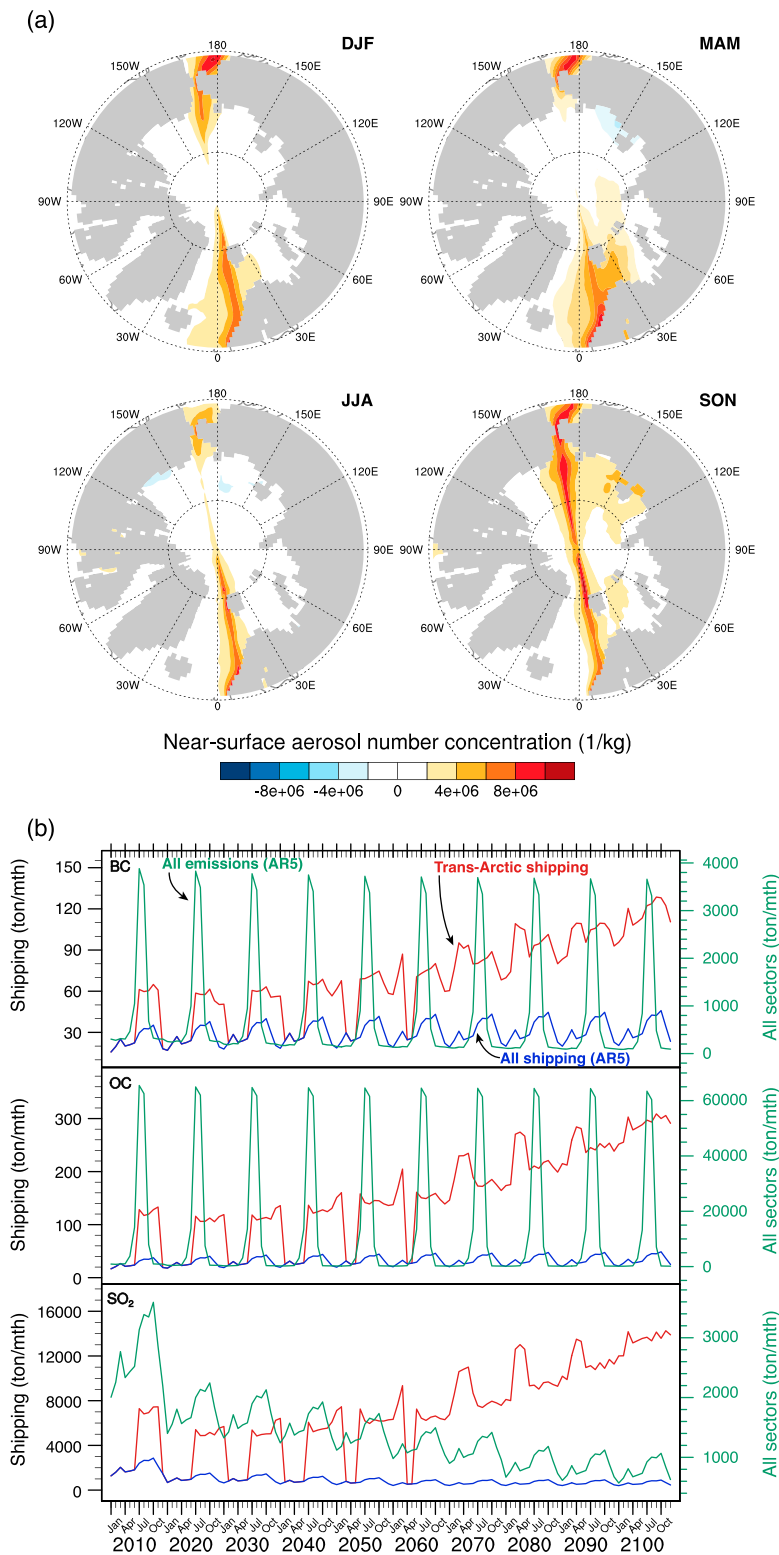 (a)
DJF
MAM
180
150W
150E
120W
120E
90W
90E
60W
60E
30W
30E
0
180
150W
150E
120W
120E
90W
90E
60W
60E
30W
30E
0
JJA
SON
180
150W
150E
120W
120E
90W
90E
60W
60E
30W
30E
0
180
150W
150E
120W
120E
90W
90E
60W
60E
30W
30E
0
Near-surface aerosol number concentration (1/kg)
-8e+06 -4e+06 0 4e+06 8e+06
(b)
BC
All emissions (AR5)
Trans-Arctic shipping
All shipping (AR5)
Shipping (ton/mth)
150
120
90
60
30
All sectors (ton/mth)
4000
3000
2000
1000
0
OC
Shipping (ton/mth)
300
200
100
0
All sectors (ton/mth)
60000
40000
20000
0
SO2
Shipping (ton/mth)
16000
12000
8000
4000
0
All sectors (ton/mth)
3000
2000
1000
Jan Apr Jul Oct Jan Apr Jul Oct Jan Apr Jul Oct Jan Apr Jul Oct Jan Apr Jul Oct Jan Apr Jul Oct Jan Apr Jul Oct Jan Apr Jul Oct Jan Apr Jul Oct Jan Apr Jul Oct
2010 2020 2030 2040 2050 2060 2070 2080 2090 2100